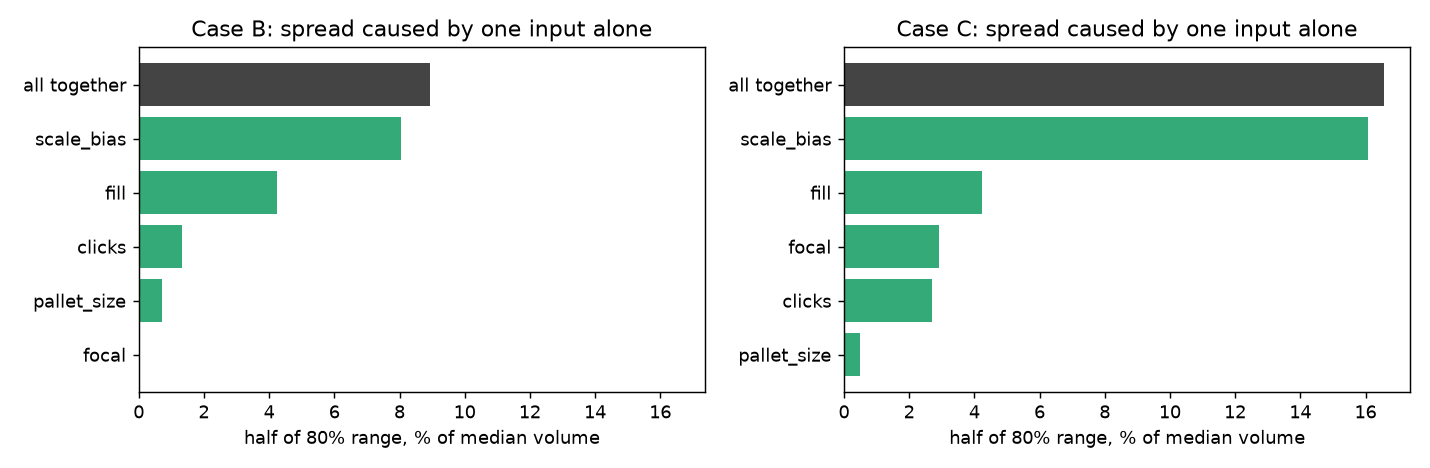 Case B: spread caused by one input alone
all together
scale_bias
fill
clicks
pallet_size
focal
0 2 4 6 8 10 12 14 16
half of 80% range, % of median volume
Case C: spread caused by one input alone
all together
scale_bias
fill
focal
clicks
pallet_size
0 2 4 6 8 10 12 14 16
half of 80% range, % of median volume